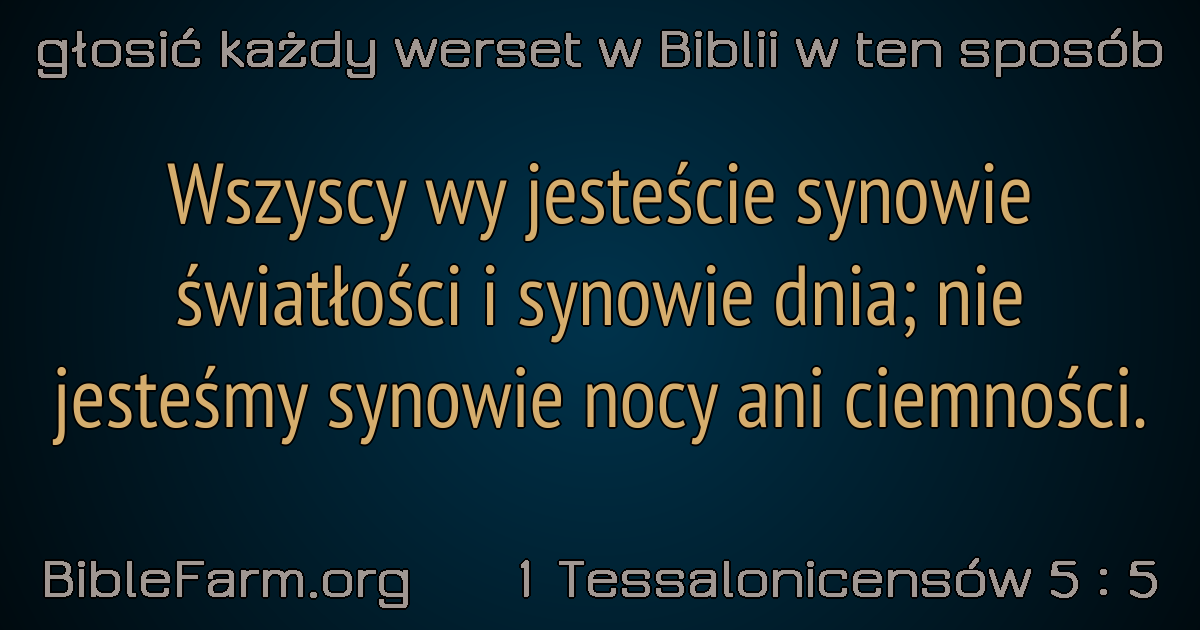 głosić każdy werset w Biblii w ten sposób
Wszyscy wy jesteście synowie
światłości i synowie dnia; nie
jesteśmy synowie nocy ani ciemności.
BibleFarm.org 1 Tessalonicensów 5 : 5